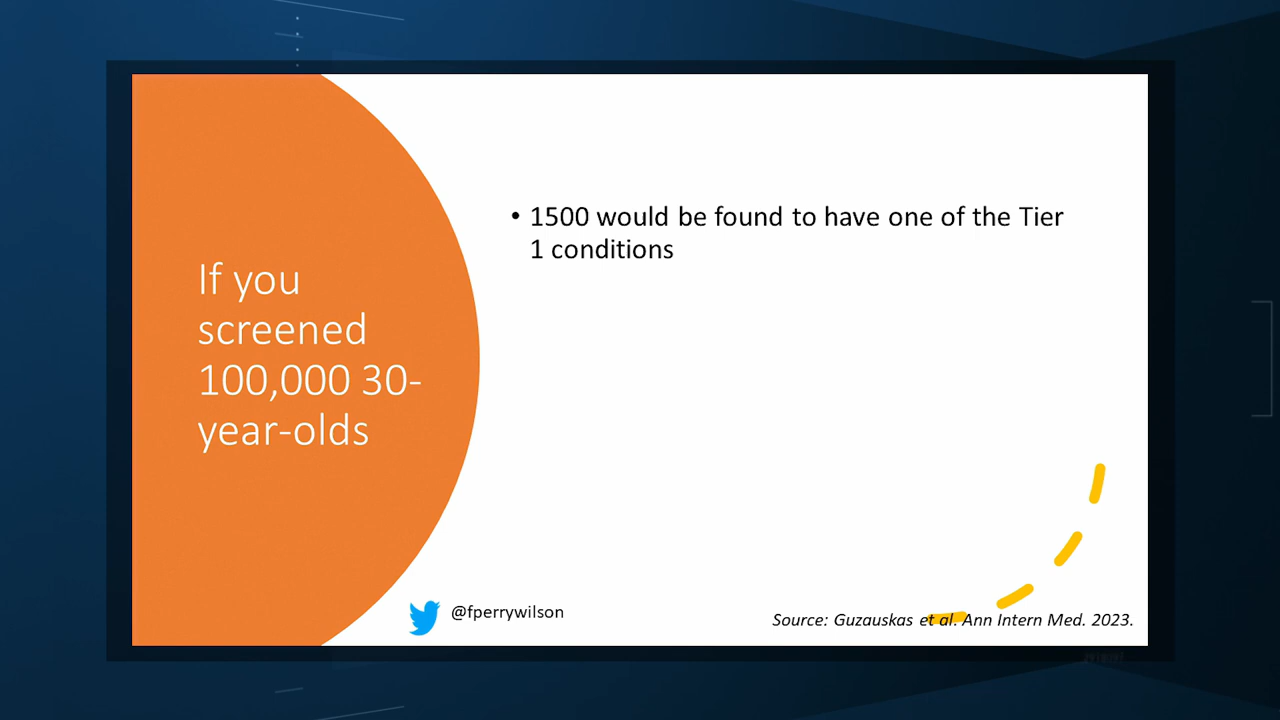 If you
screened
100,000 30-
year-olds
• 1500 would be found to have one of the Tier
1 conditions
@fperrywilson
Source: Guzauskas et al. Ann Intern Med. 2023.